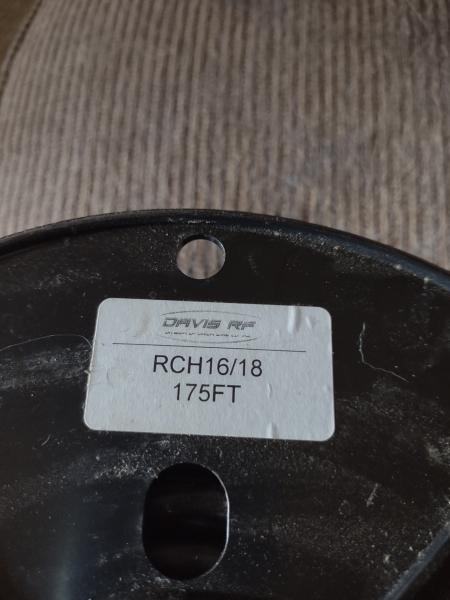 DAVIS RF
RCH16/18
175FT